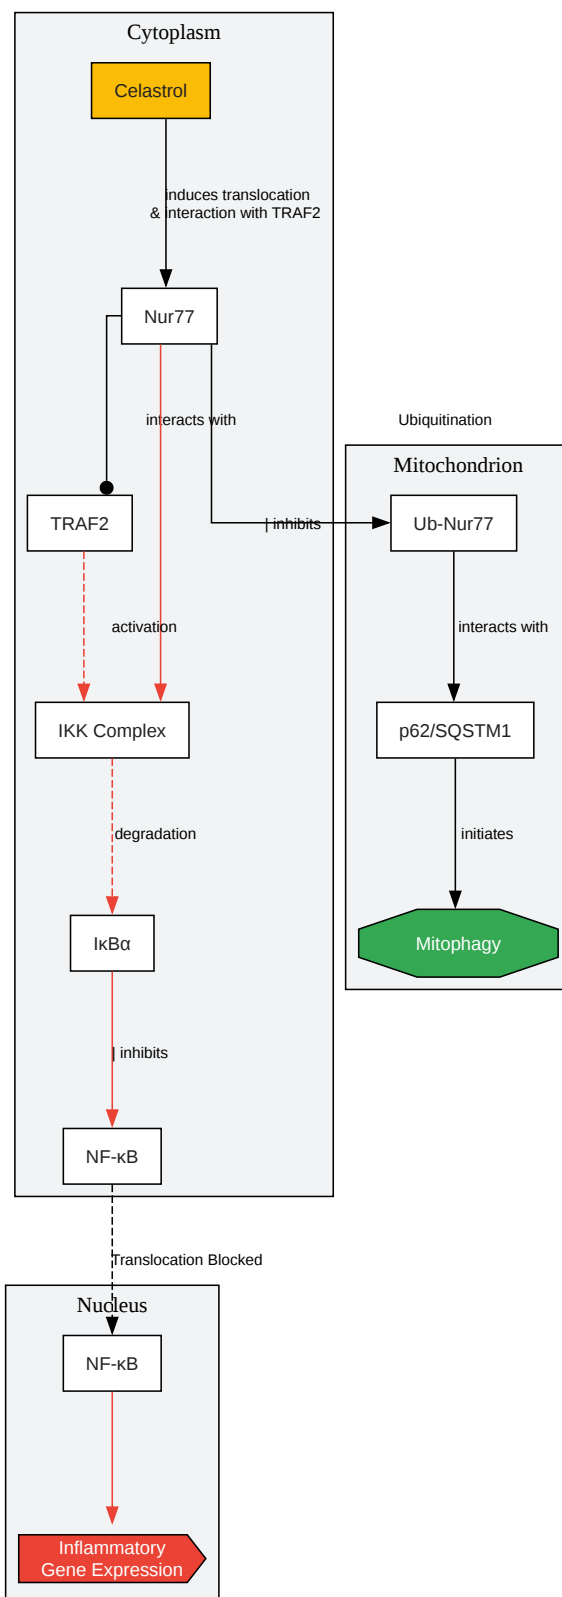 Cytoplasm
Celastrol
induces translocation
& interaction with TRAF2
Nur77
interacts with
Ubiquitination
Mitochondrion
TRAF2
| inhibits
Ub-Nur77
activation
interacts with
IKK Complex
p62/SQSTM1
degradation
initiates
IκBα
Mitophagy
| inhibits
NF-κB
Translocation Blocked
Nucleus
NF-κB
Inflammatory
Gene Expression